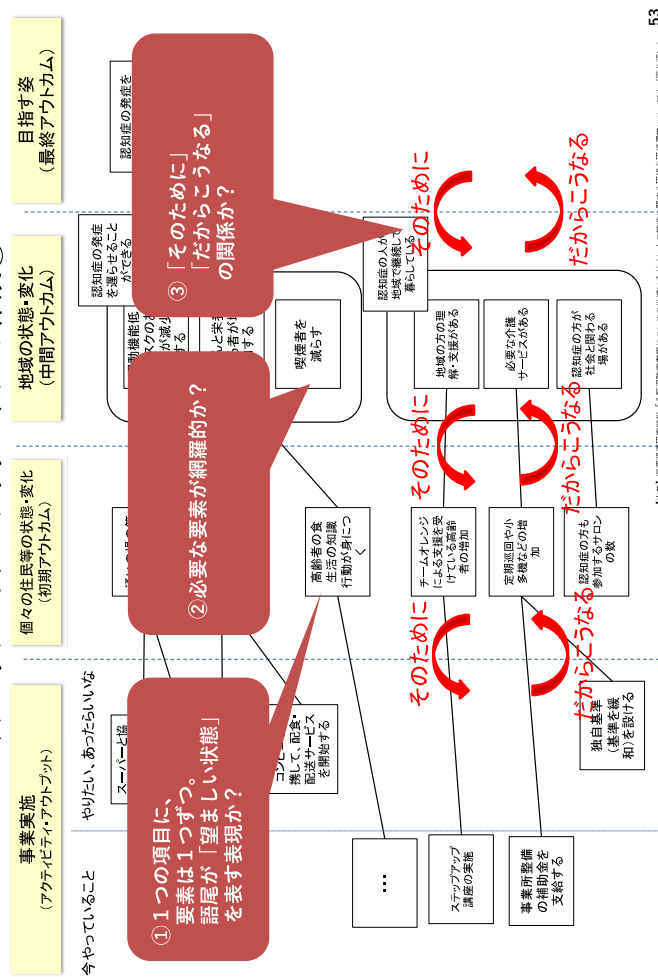 事業実施
（アクティビティ・アウトプット）
個々の住民等の状態・変化
（初期アウトカム）
地域の状態・変化
（中間アウトカム）
目指す姿
（最終アウトカム）
今やっていること
やりたい、あったらいいな
①１つの項目に、
要素は１つずつ。
語尾が「望ましい状態」
を表す表現か？
②必要な要素が網羅的か？
③「そのために」
「だからこうなる」
の関係か？
スーパーと協
携して、配食・
配送サービス
を開始する
…
ステップアップ
講座の実施
事業所整備
の補助金を
支給する
独自基準
（基準を緩
和）を設ける
高齢者の食
生活の知識
行動が身につ
く
チームオレンジ
による支援を受
けている高齢
者の増加
定期巡回や小
多機などの増
加
認知症の方も
参加するサロン
の数
認知症の発症
を遅らせること
ができる
喫煙者を
減らす
認知症の人が
地域で継続して
暮らしている
地域の方の理
解・支援がある
必要な介護
サービスがある
認知症の方が
社会と関わる
場がある
認知症の発症を
そのために
だからこうなる
そのために
だからこうなる
そのために
だからこうなる
53